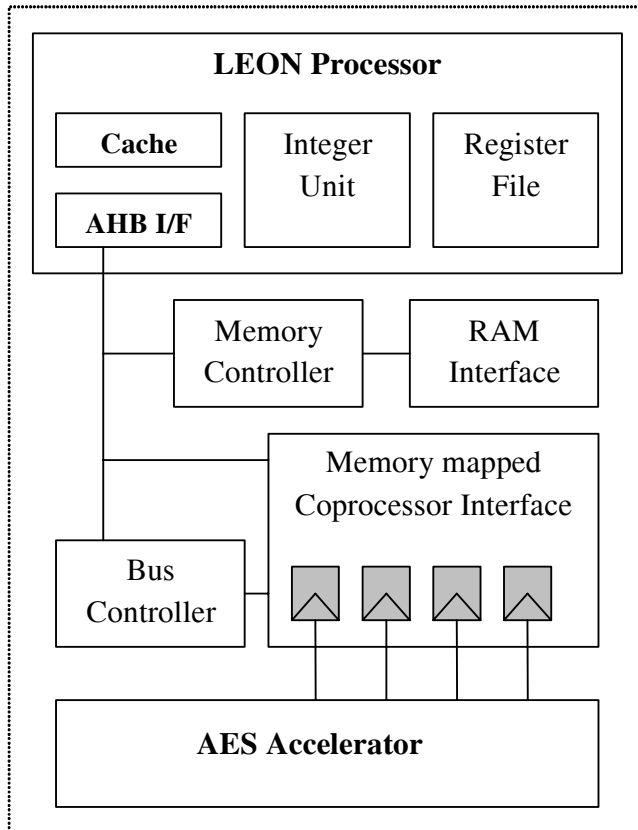 LEON Processor
Cache
Integer
Unit
Register
File
AHB I/F
Memory
Controller
RAM
Interface
Memory mapped
Coprocessor Interface
Bus
Controller
AES Accelerator